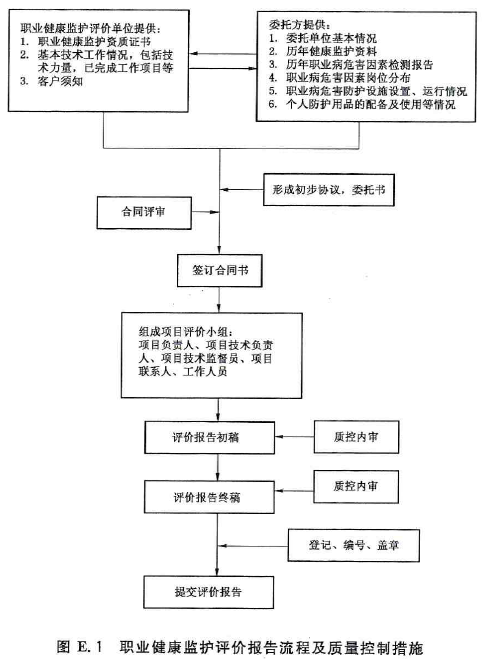 职业健康监护评价单位提供：
1. 职业健康监护资质证书
2. 基本技术工作情况，包括技
术力量，已完成工作项目等
3. 客户须知
委托方提供：
1. 委托单位基本情况
2. 历年健康监护资料
3. 历年职业病危害因素检测报告
4. 职业病危害因素岗位分布
5. 职业病危害防护设施设置、运行情况
6. 个人防护用品的配备及使用等情况
形成初步协议，委托书
合同评审
签订合同书
组成项目评价小组：
项目负责人、项目技术负责
人、项目技术监督员、项目
联系人、工作人员
评价报告初稿
质控内审
评价报告终稿
质控内审
登记、编号、盖章
提交评价报告
图 E.1 职业健康监护评价报告流程及质量控制措施